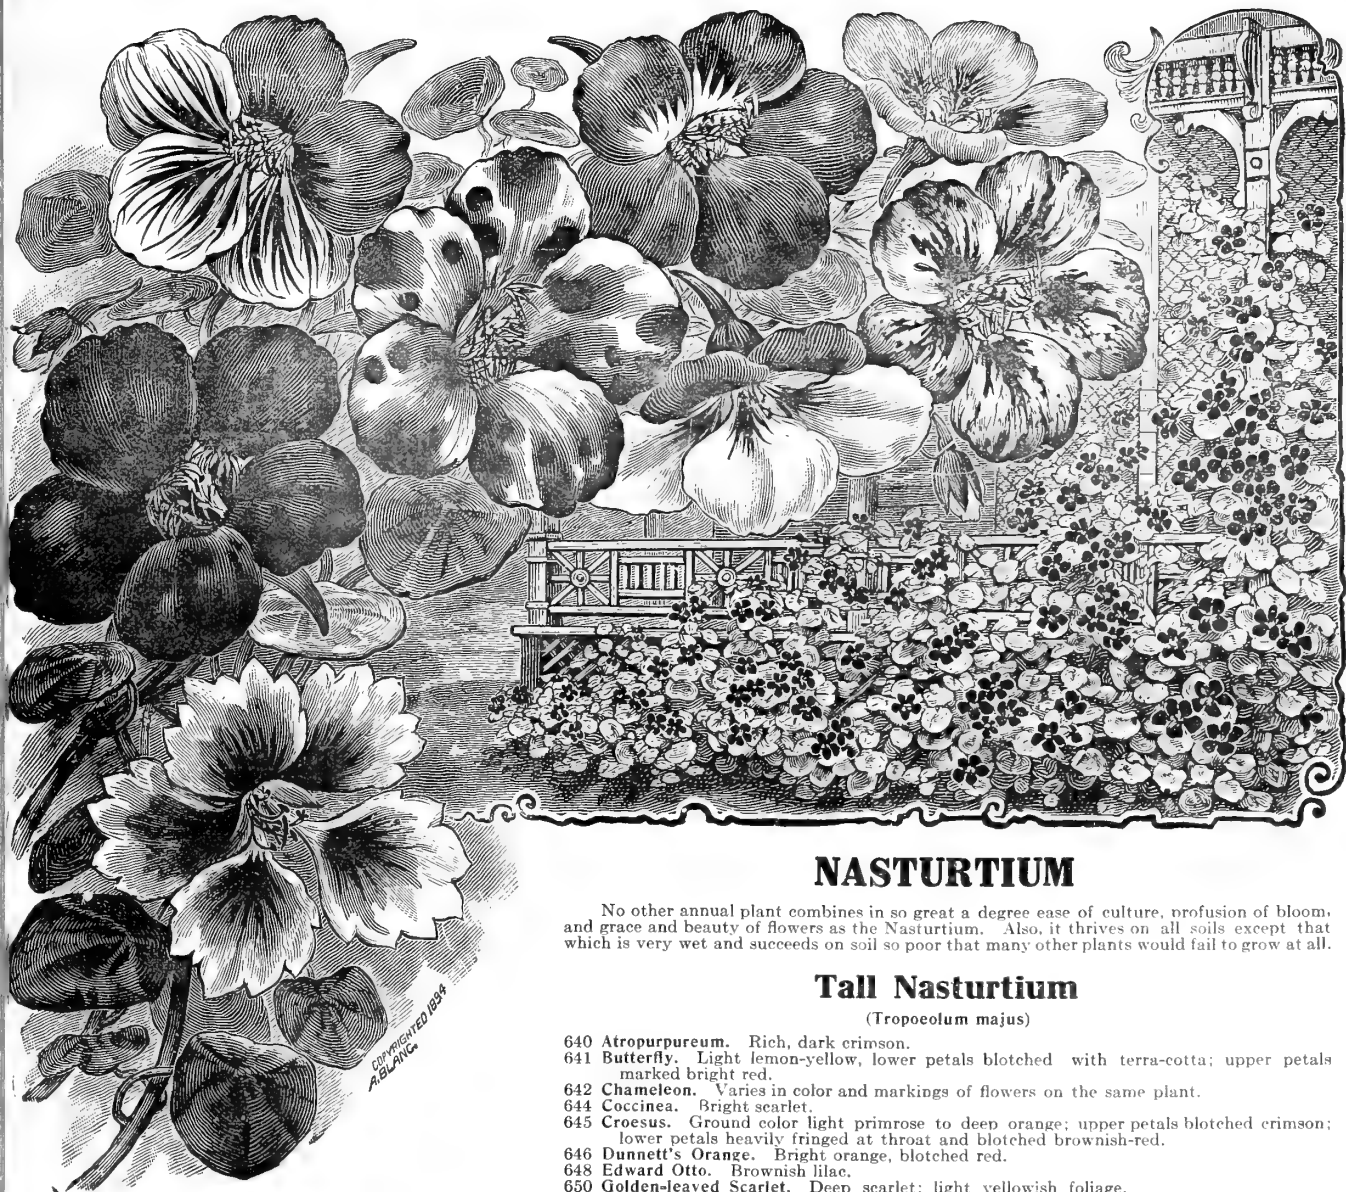 NASTURTIUM
No other annual plant combines in so great a degree ease of culture, profusion of bloom,
and grace and beauty of flowers as the Nasturtium. Also, it thrives on all soils except that
which is very wet and succeeds on soil so poor that many other plants would fail to grow at all.
Tall Nasturtium
(Tropoeolum majus)
640 Atropurpureum. Rich, dark crimson.
641 Butterfly. Light lemon-yellow, lower petals blotched with terra-cotta; upper petals
marked bright red.
642 Chameleon. Varies in color and markings of flowers on the same plant.
644 Coccinea. Bright scarlet.
645 Croesus. Ground color light primrose to deep orange; upper petals blotched crimson;
lower petals heavily fringed at throat and blotched brownish-red.
646 Dunnett's Orange. Bright orange, blotched red.
648 Edward Otto. Brownish lilac.
650 Golden-leaved Scarlet. Deep scarlet; light yellowish foliage.
COPYRIGHTED 1894
A. BLANC